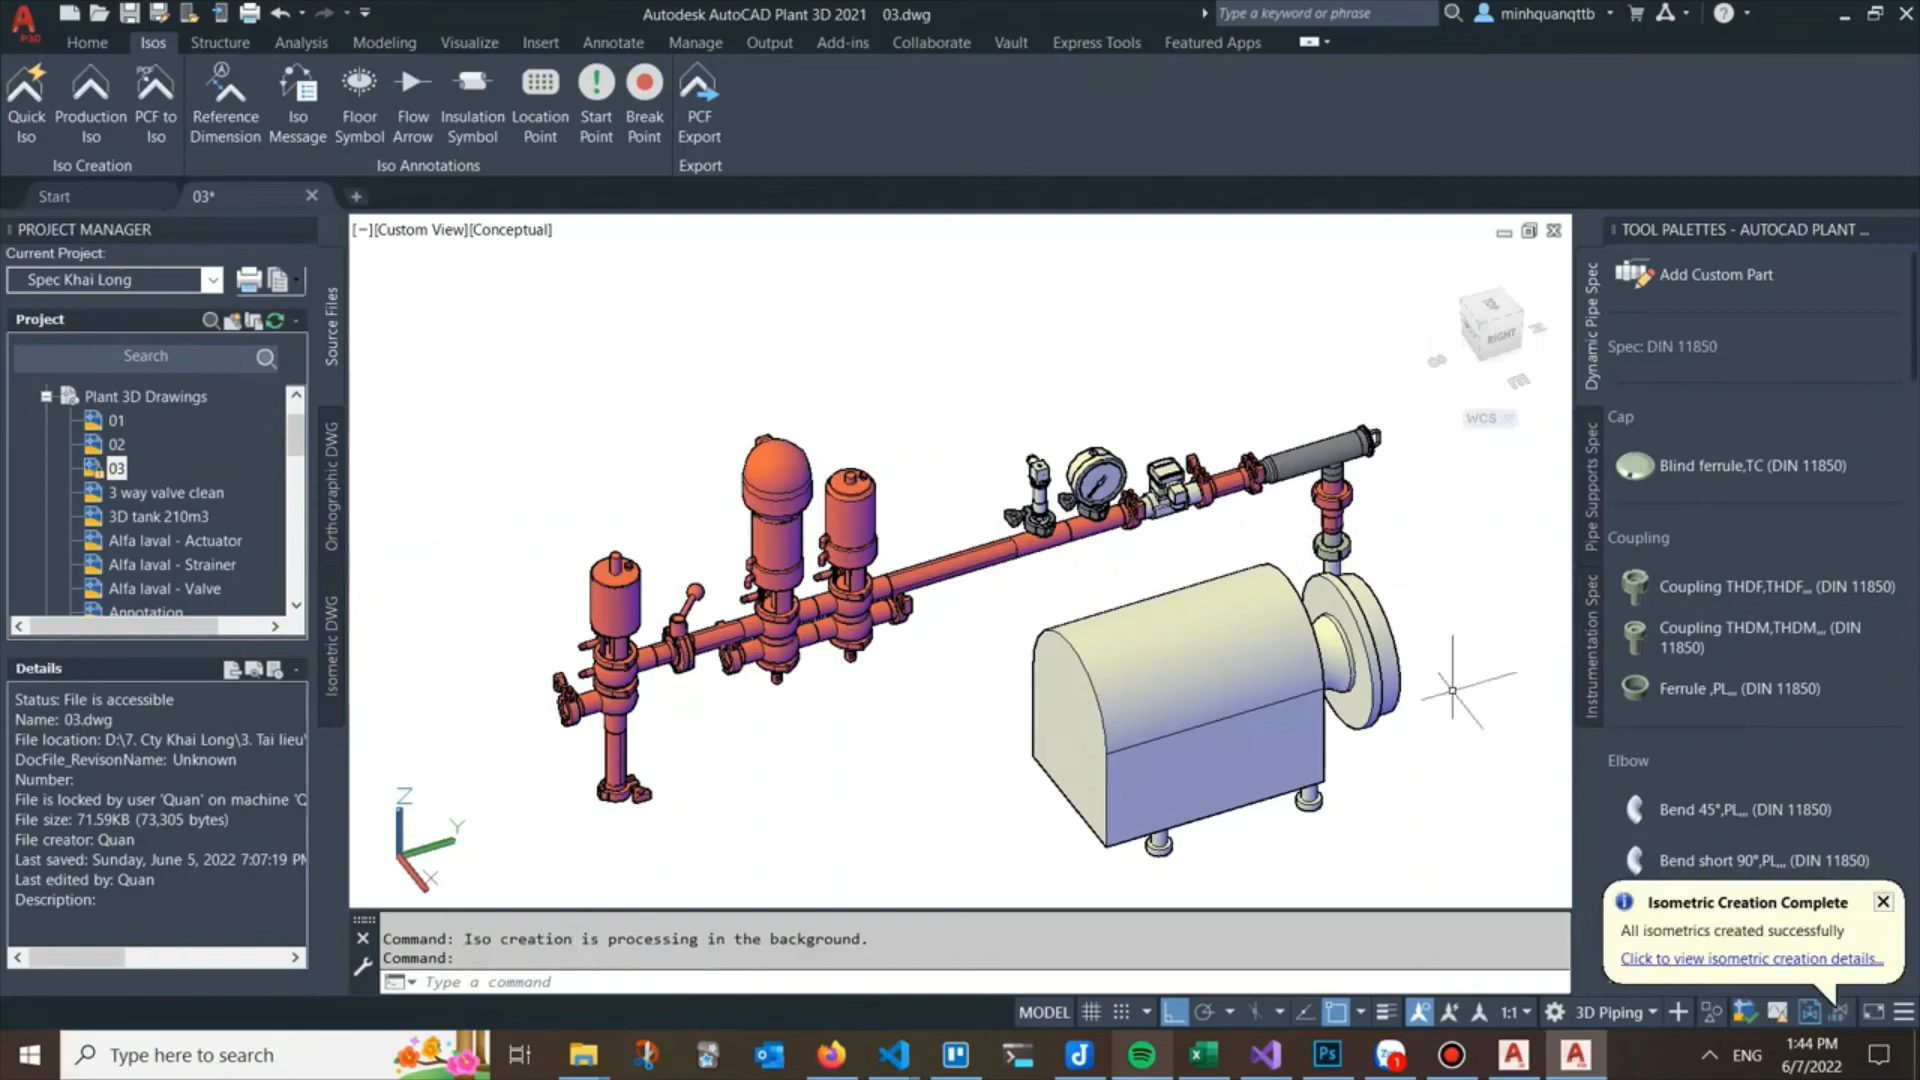 Autodesk AutoCAD Plant 3D 2021 03.dwg
Type a keyword or phrase
minhquanqttb
P3D
Home Isos Structure Analysis Modeling Visualize Insert Annotate Manage Output Add-ins Collaborate Vault Express Tools Featured Apps
Quick Iso
Production Iso
PCF to Iso
Reference Dimension
Iso Message
Floor Symbol
Flow Arrow
Insulation Symbol
Location Point
Start Point
Break Point
PCF Export
Iso Creation
Iso Annotations
Export
Start
03*
PROJECT MANAGER
Current Project:
Spec Khai Long
Project
Search
Plant 3D Drawings
01
02
03
3 way valve clean
3D tank 210m3
Alfa laval - Actuator
Alfa laval - Strainer
Alfa laval - Valve
Annotation
Source Files
Orthographic DWG
Isometric DWG
Details
Status: File is accessible
Name: 03.dwg
File location: D:\7. Cty Khai Long\3. Tai lieu\
DocFile_RevisonName: Unknown
Number:
File is locked by user 'Quan' on machine 'Q
File size: 71.59KB (73,305 bytes)
File creator: Quan
Last saved: Sunday, June 5, 2022 7:07:19 PM
Last edited by: Quan
Description:
[−][Custom View][Conceptual]
TOP
RIGHT
S
E
WCS
Z
Y
X
Command: Iso creation is processing in the background.
Command:
Type a command
TOOL PALETTES - AUTOCAD PLANT ...
Dynamic Pipe Spec
Pipe Supports Spec
Instrumentation Spec
Add Custom Part
Spec: DIN 11850
Cap
Blind ferrule,TC (DIN 11850)
Coupling
Coupling THDF,THDF,,, (DIN 11850)
Coupling THDM,THDM,,, (DIN
11850)
Ferrule ,PL,,, (DIN 11850)
Elbow
Bend 45°,PL,,, (DIN 11850)
Bend short 90°,PL,,, (DIN 11850)
Isometric Creation Complete
All isometrics created successfully
Click to view isometric creation details...
MODEL
1:1
3D Piping
Type here to search
Ps
1
ENG
1:44 PM
6/7/2022